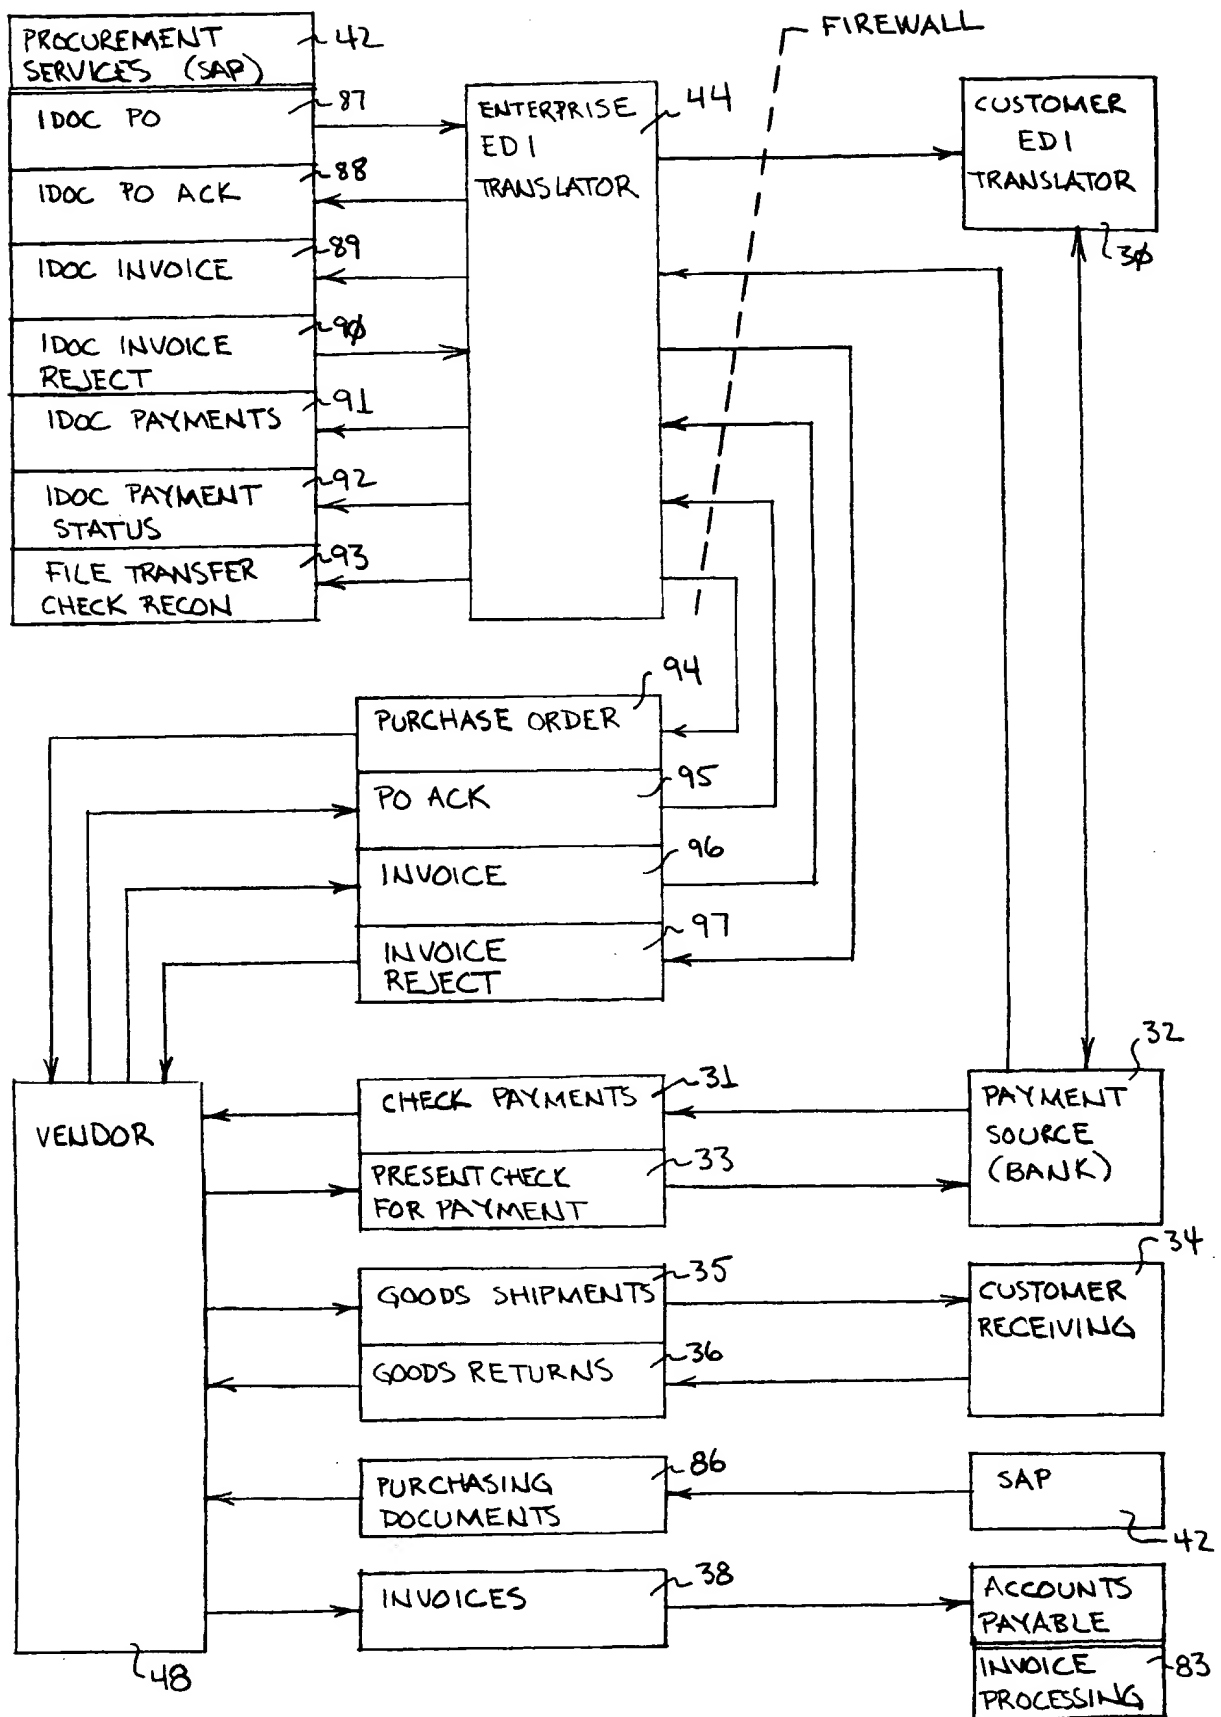 PROCUREMENT
SERVICES (SAP)
42
FIREWALL
IDOC PO
87
IDOC PO ACK
88
IDOC INVOICE
89
IDOC INVOICE
REJECT
90
IDOC PAYMENTS
91
IDOC PAYMENT
STATUS
92
FILE TRANSFER
CHECK RECON
93
ENTERPRISE
EDI
TRANSLATOR
44
CUSTOMER
EDI
TRANSLATOR
30
PURCHASE ORDER
94
PO ACK
95
INVOICE
96
INVOICE
REJECT
97
VENDOR
48
CHECK PAYMENTS
31
PRESENT CHECK
FOR PAYMENT
33
PAYMENT
SOURCE
(BANK)
32
GOODS SHIPMENTS
35
GOODS RETURNS
36
CUSTOMER
RECEIVING
34
PURCHASING
DOCUMENTS
86
SAP
42
INVOICES
38
ACCOUNTS
PAYABLE
INVOICE
PROCESSING
83